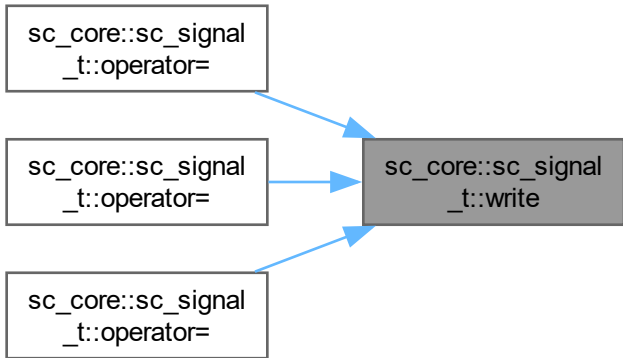 sc_core::sc_signal
_t::operator=
sc_core::sc_signal
_t::operator=
sc_core::sc_signal
_t::write
sc_core::sc_signal
_t::operator=